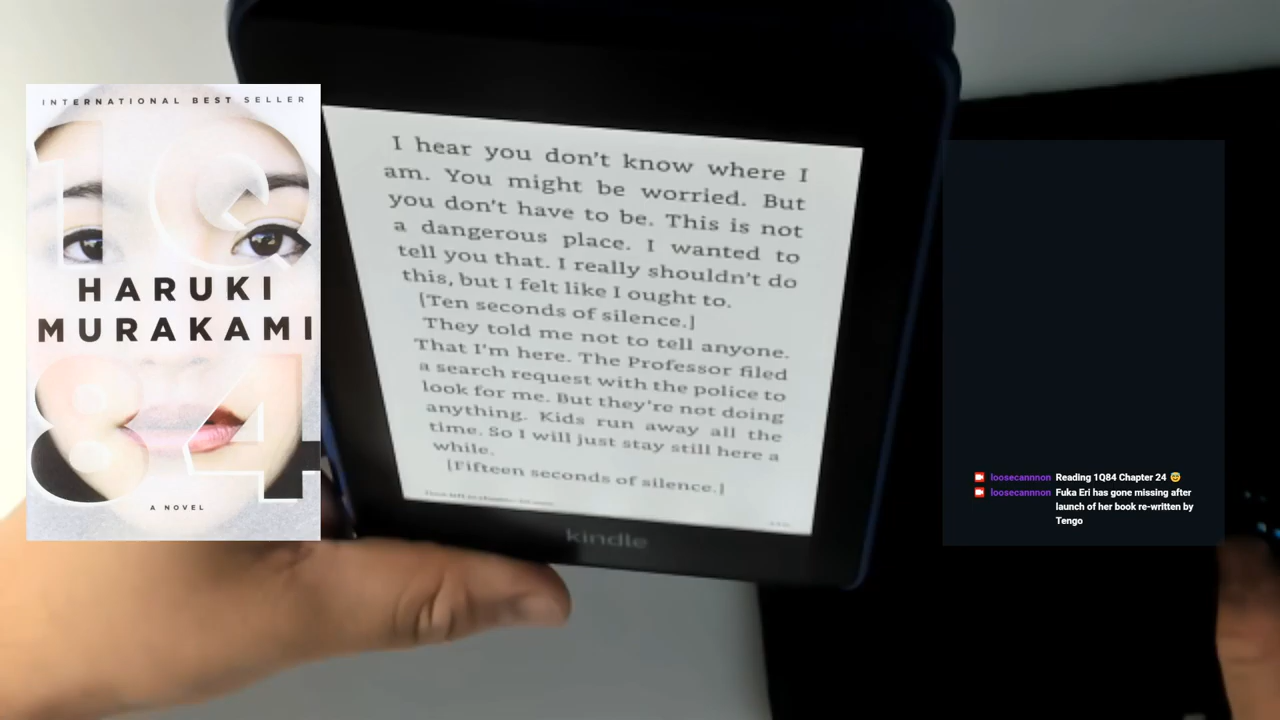 INTERNATIONAL BEST SELLER
1Q
HARUKI
MURAKAMI
84
A NOVEL
I hear you don't know where I
am. You might be worried. But
you don't have to be. This is not
a dangerous place. I wanted to
tell you that. I really shouldn't do
this, but I felt like I ought to.
[Ten seconds of silence.]
They told me not to tell anyone.
That I'm here. The Professor filed
a search request with the police to
look for me. But they're not doing
anything. Kids run away all the
time. So I will just stay still here a
while.
[Fifteen seconds of silence.]
kindle
loosecannnon Reading 1Q84 Chapter 24 😇
loosecannnon Fuka Eri has gone missing after
launch of her book re-written by
Tengo